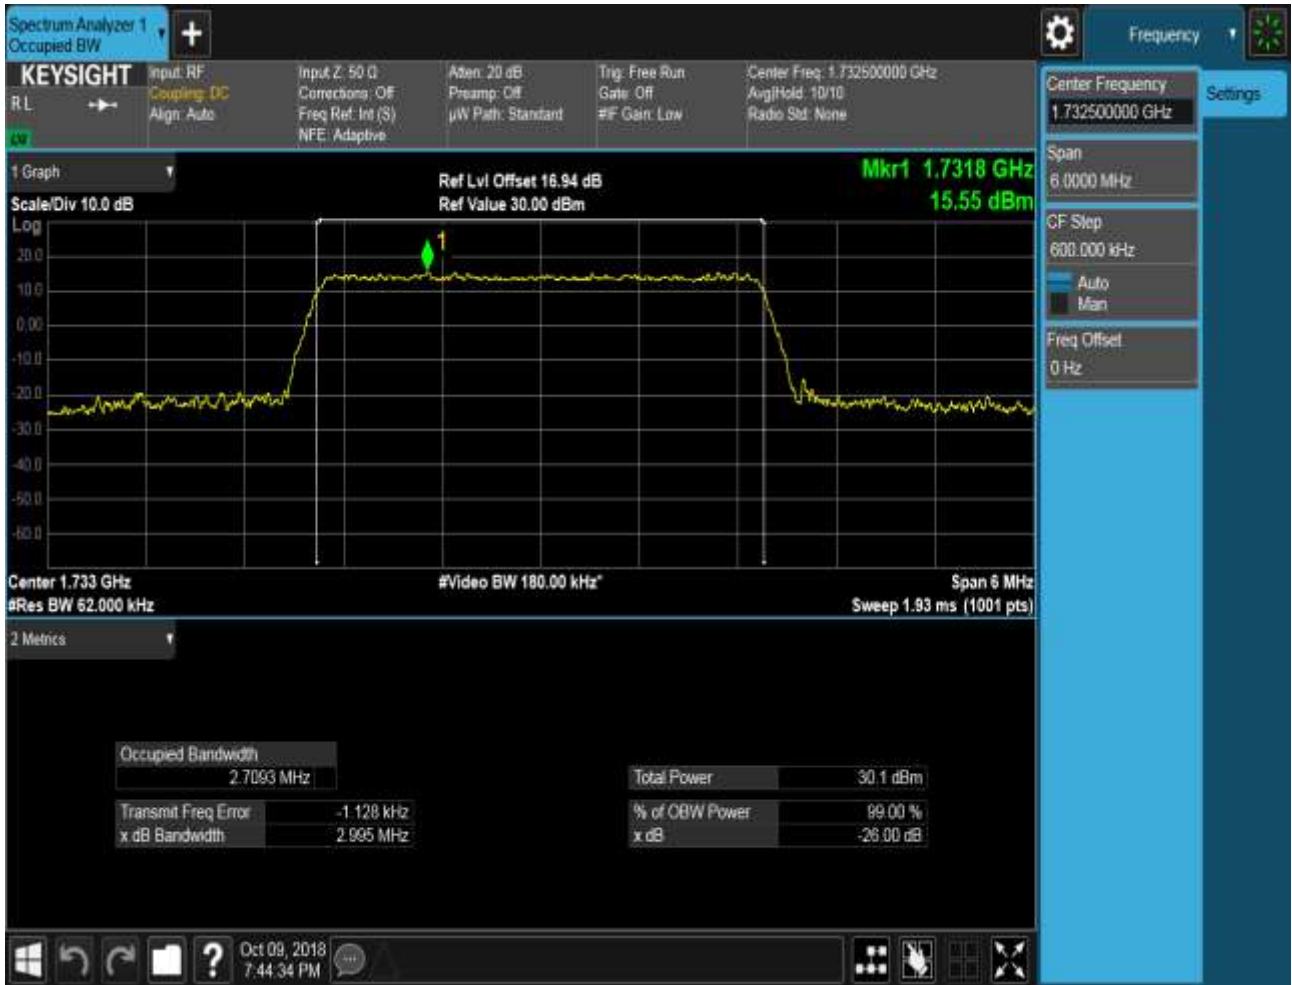 Spectrum Analyzer 1
Occupied BW
Frequency
KEYSIGHT
R L
Input: RF
Coupling: DC
Align: Auto
Input Z: 50 Ω
Corrections: Off
Freq Ref: Int (S)
NFE: Adaptive
Atten: 20 dB
Preamp: Off
µW Path: Standard
Trig: Free Run
Gate: Off
#IF Gain: Low
Center Freq: 1.732500000 GHz
Avg|Hold: 10/10
Radio Std: None
Center Frequency
1.732500000 GHz
Settings
Span
6.0000 MHz
CF Step
600.000 kHz
Auto
Man
Freq Offset
0 Hz
1 Graph
Scale/Div 10.0 dB
Ref Lvl Offset 16.94 dB
Ref Value 30.00 dBm
Mkr1 1.7318 GHz
15.55 dBm
Log
1
20.0
10.0
0.00
-10.0
-20.0
-30.0
-40.0
-50.0
-60.0
Center 1.733 GHz
#Res BW 62.000 kHz
#Video BW 180.00 kHz*
Span 6 MHz
Sweep 1.93 ms (1001 pts)
2 Metrics
Occupied Bandwidth
2.7093 MHz
Transmit Freq Error -1.128 kHz
x dB Bandwidth 2.995 MHz
Total Power 30.1 dBm
% of OBW Power 99.00 %
x dB -26.00 dB
Oct 09, 2018
7:44:34 PM